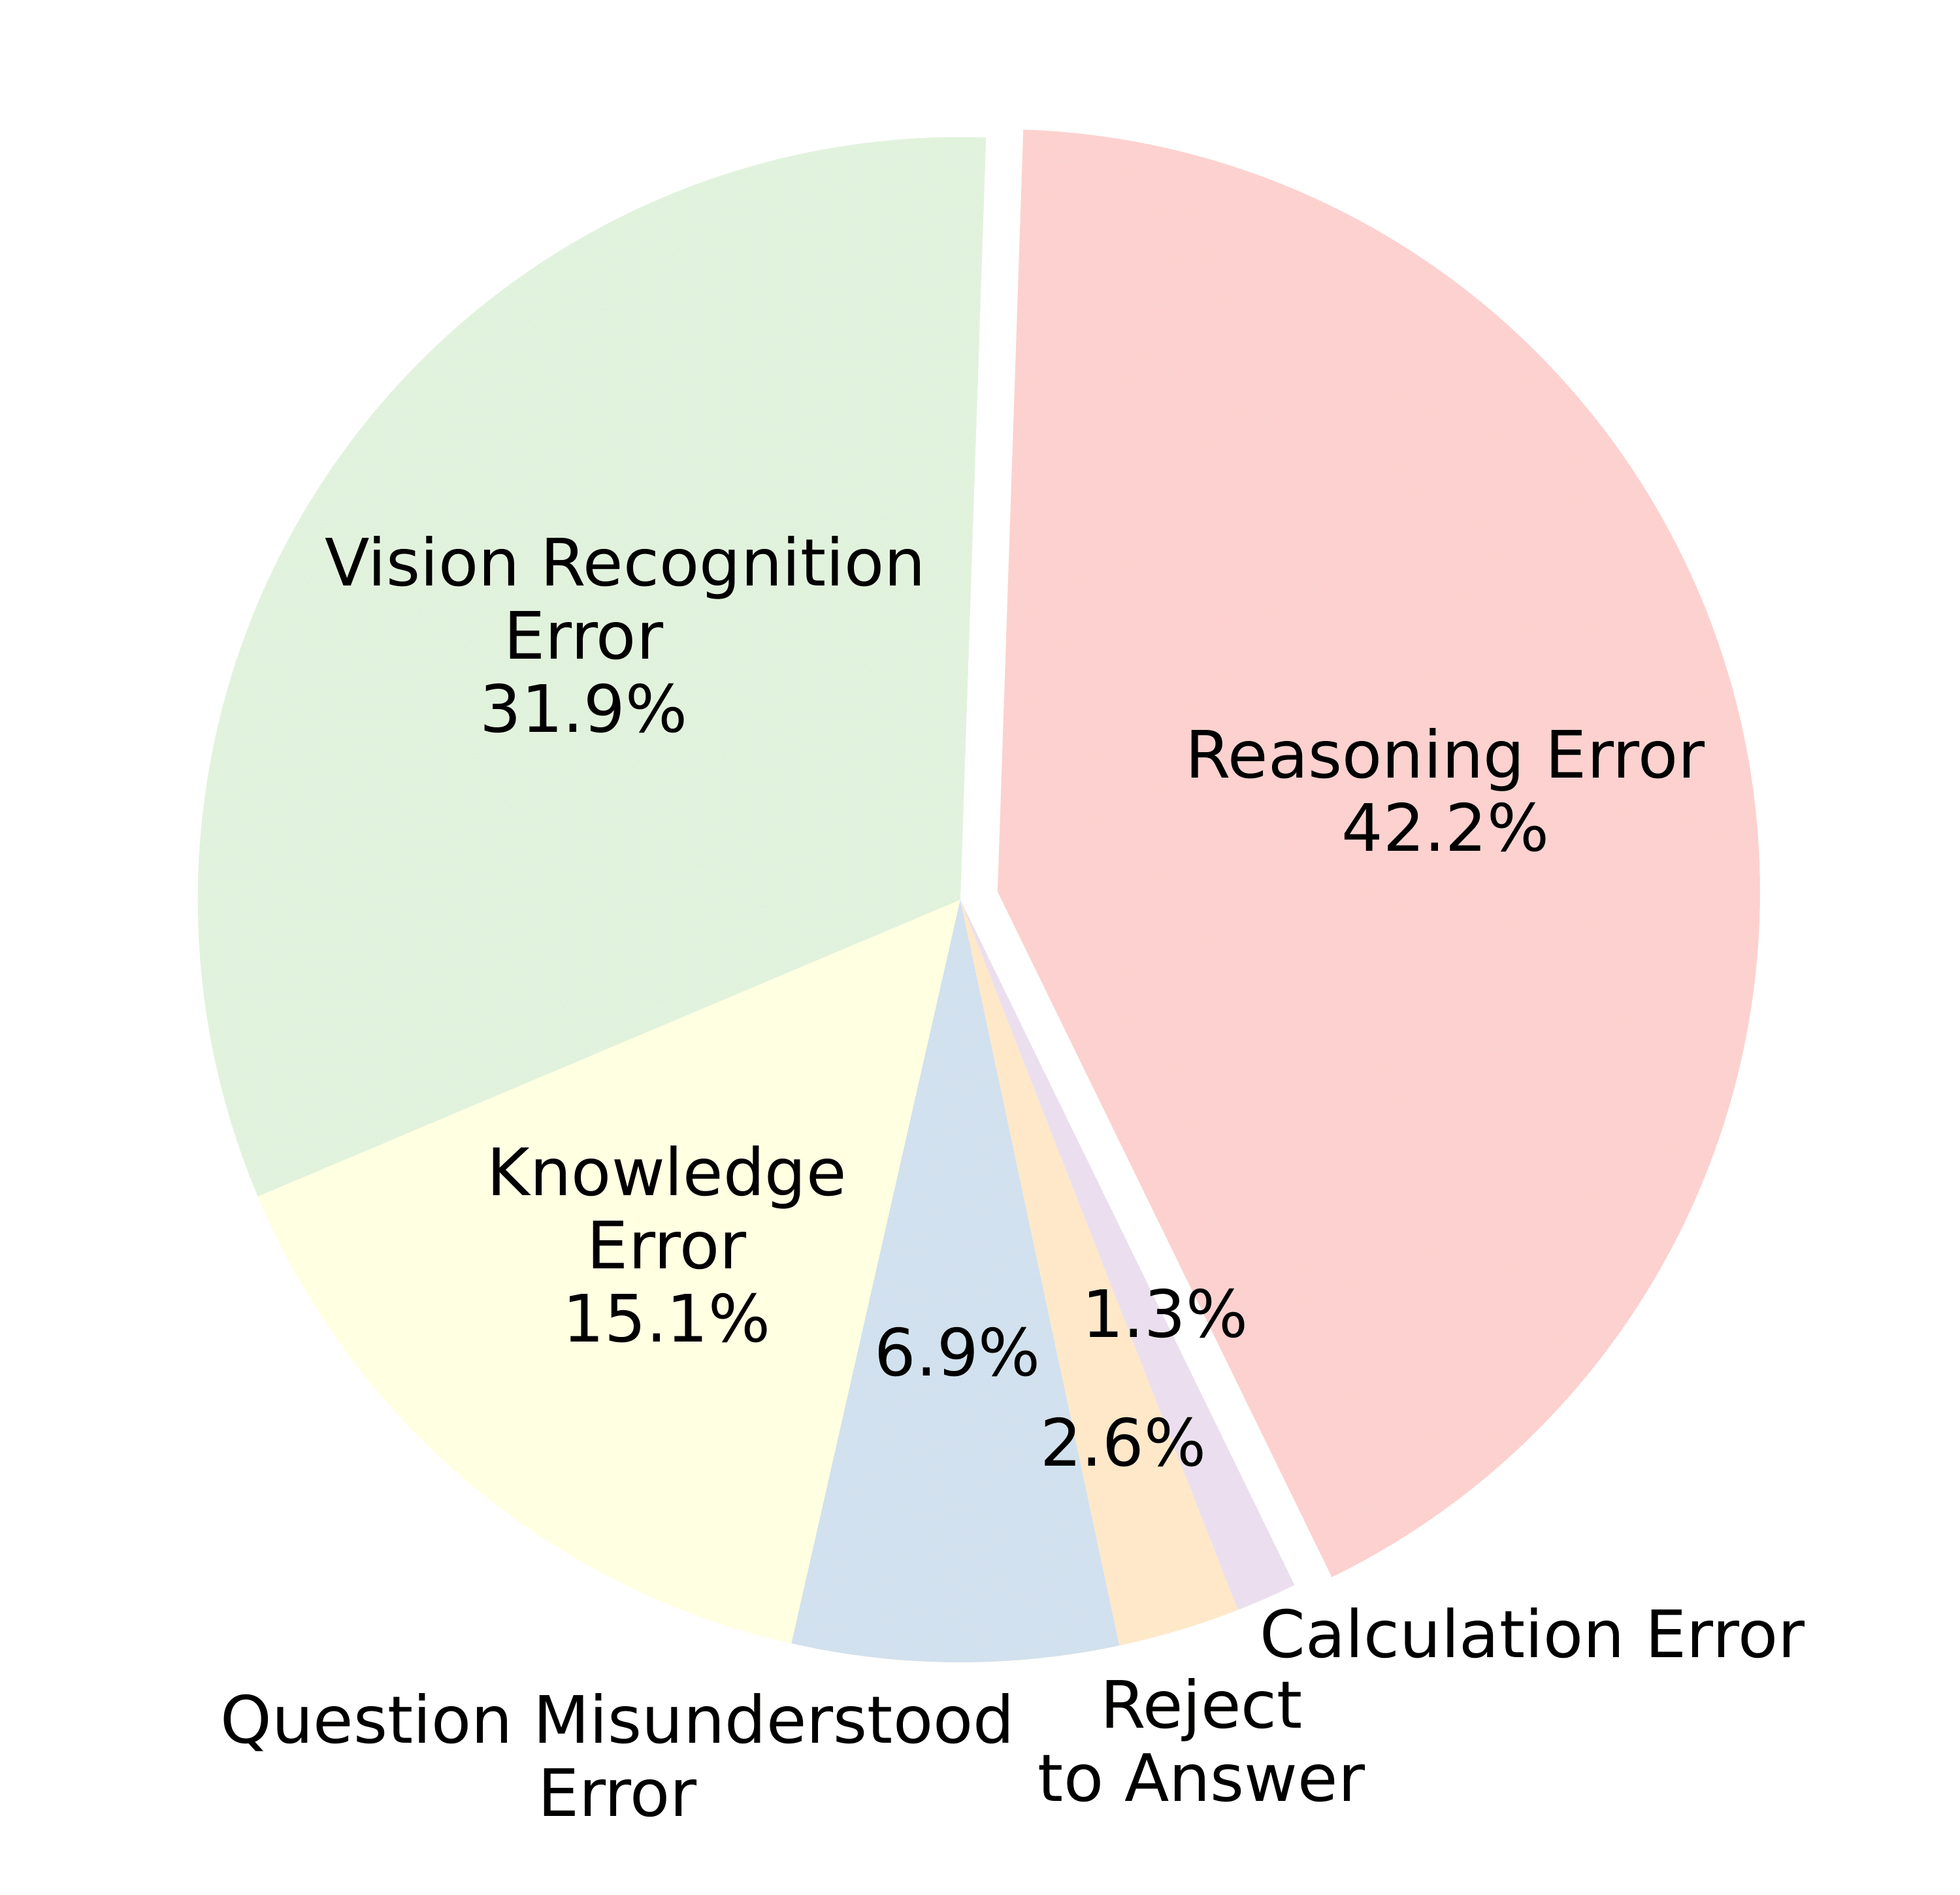 Vision Recognition
Error
31.9%
Reasoning Error
42.2%
Knowledge
Error
15.1%
6.9%
1.3%
2.6%
Calculation Error
Reject
to Answer
Question Misunderstood
Error